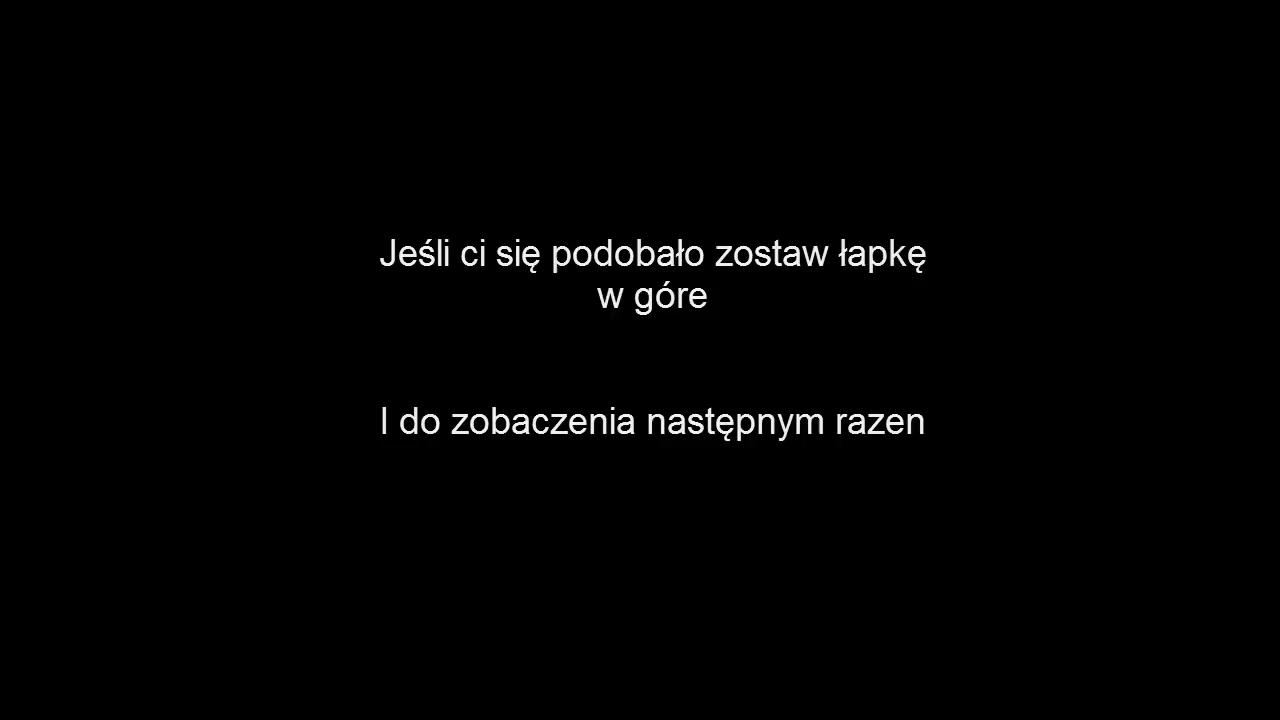 Jeśli ci się podobało zostaw łapkę
w góre
I do zobaczenia następnym razen